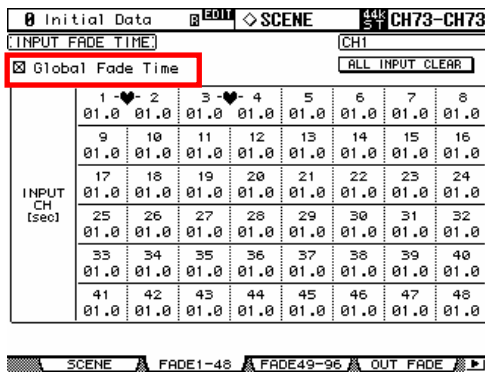 0 Initial Data R EDIT ◇ SCENE 44k ST CH73-CH73
INPUT FADE TIME CH1
☒ Global Fade Time ALL INPUT CLEAR
1 -♥- 2 3 -♥- 4 5 6 7 8
01.0 01.0 01.0 01.0 01.0 01.0 01.0 01.0
9 10 11 12 13 14 15 16
01.0 01.0 01.0 01.0 01.0 01.0 01.0 01.0
17 18 19 20 21 22 23 24
INPUT CH [sec]
01.0 01.0 01.0 01.0 01.0 01.0 01.0 01.0
25 26 27 28 29 30 31 32
01.0 01.0 01.0 01.0 01.0 01.0 01.0 01.0
33 34 35 36 37 38 39 40
01.0 01.0 01.0 01.0 01.0 01.0 01.0 01.0
41 42 43 44 45 46 47 48
01.0 01.0 01.0 01.0 01.0 01.0 01.0 01.0
SCENE FADE1-48 FADE49-96 OUT FADE